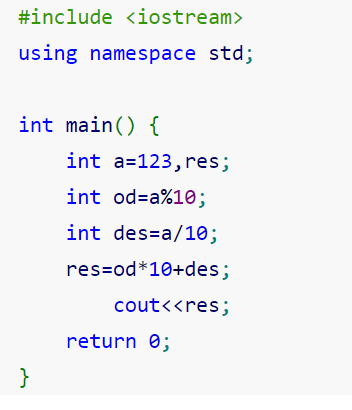 #include <iostream>
using namespace std;

int main() {
    int a=123,res;
    int od=a%10;
    int des=a/10;
    res=od*10+des;
        cout<<res;
    return 0;
}